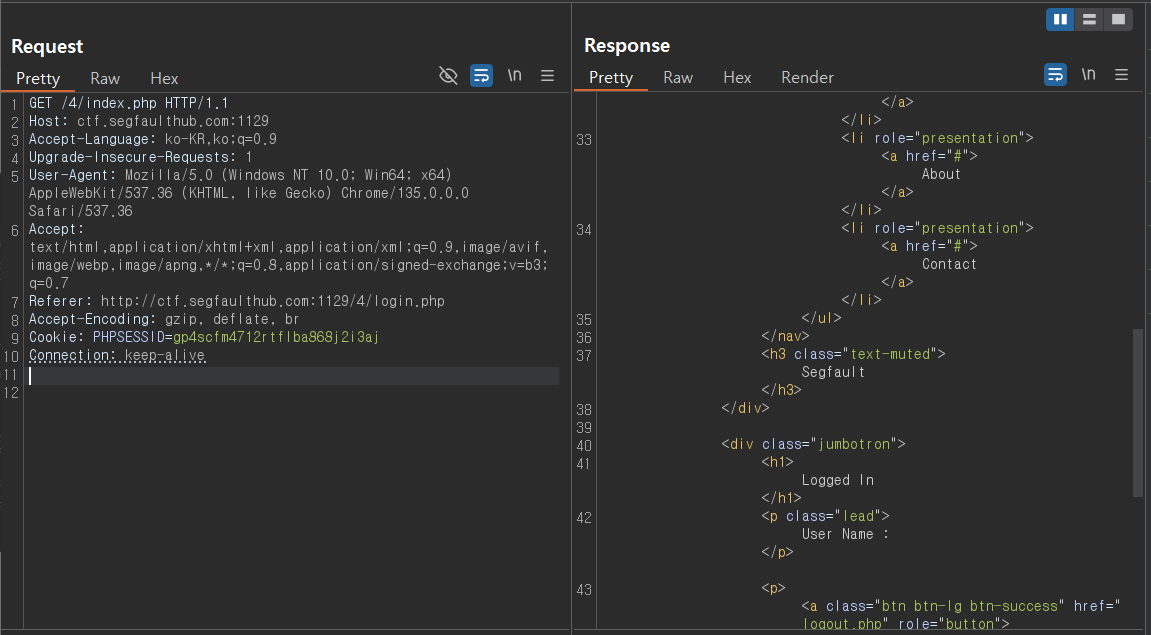 Request
Pretty Raw Hex \n
1 GET /4/index.php HTTP/1.1
2 Host: ctf.segfaulthub.com:1129
3 Accept-Language: ko-KR,ko;q=0.9
4 Upgrade-Insecure-Requests: 1
5 User-Agent: Mozilla/5.0 (Windows NT 10.0; Win64; x64)
AppleWebKit/537.36 (KHTML, like Gecko) Chrome/135.0.0.0
Safari/537.36
6 Accept:
text/html,application/xhtml+xml,application/xml;q=0.9,image/avif,
image/webp,image/apng,*/*;q=0.8,application/signed-exchange;v=b3;
q=0.7
7 Referer: http://ctf.segfaulthub.com:1129/4/login.php
8 Accept-Encoding: gzip, deflate, br
9 Cookie: PHPSESSID=gp4scfm4712rtflba868j2i3aj
10 Connection: keep-alive
11
12
Response
Pretty Raw Hex Render \n
</a>
</li>
33 <li role="presentation">
<a href="#">
About
</a>
</li>
34 <li role="presentation">
<a href="#">
Contact
</a>
</li>
35 </ul>
36 </nav>
37 <h3 class="text-muted">
Segfault
</h3>
38 </div>
39
40 <div class="jumbotron">
41 <h1>
Logged In
</h1>
42 <p class="lead">
User Name :
</p>
43 <p>
<a class="btn btn-lg btn-success" href="
logout.php" role="button">